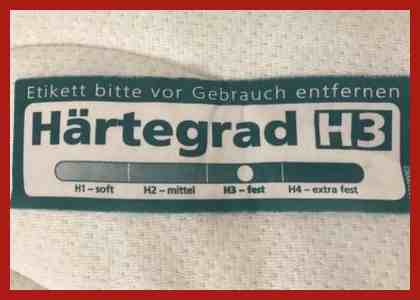 Etikett bitte vor Gebrauch entfernen
Härtegrad H3
H1 – soft H2 – mittel H3 – fest H4 – extra fest